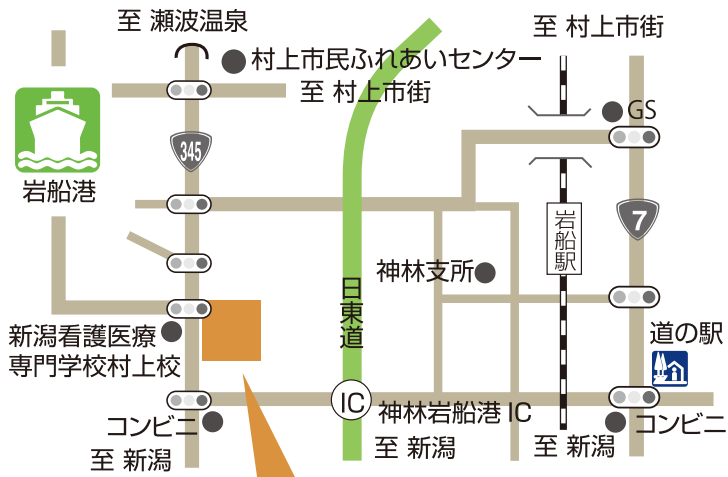 至 瀬波温泉
村上市民ふれあいセンター
至 村上市街
至 村上市街
GS
345
岩船港
7
岩船駅
神林支所
日東道
新潟看護医療
専門学校村上校
道の駅
IC
神林岩船港 IC
コンビニ
コンビニ
至 新潟
至 新潟
至 新潟